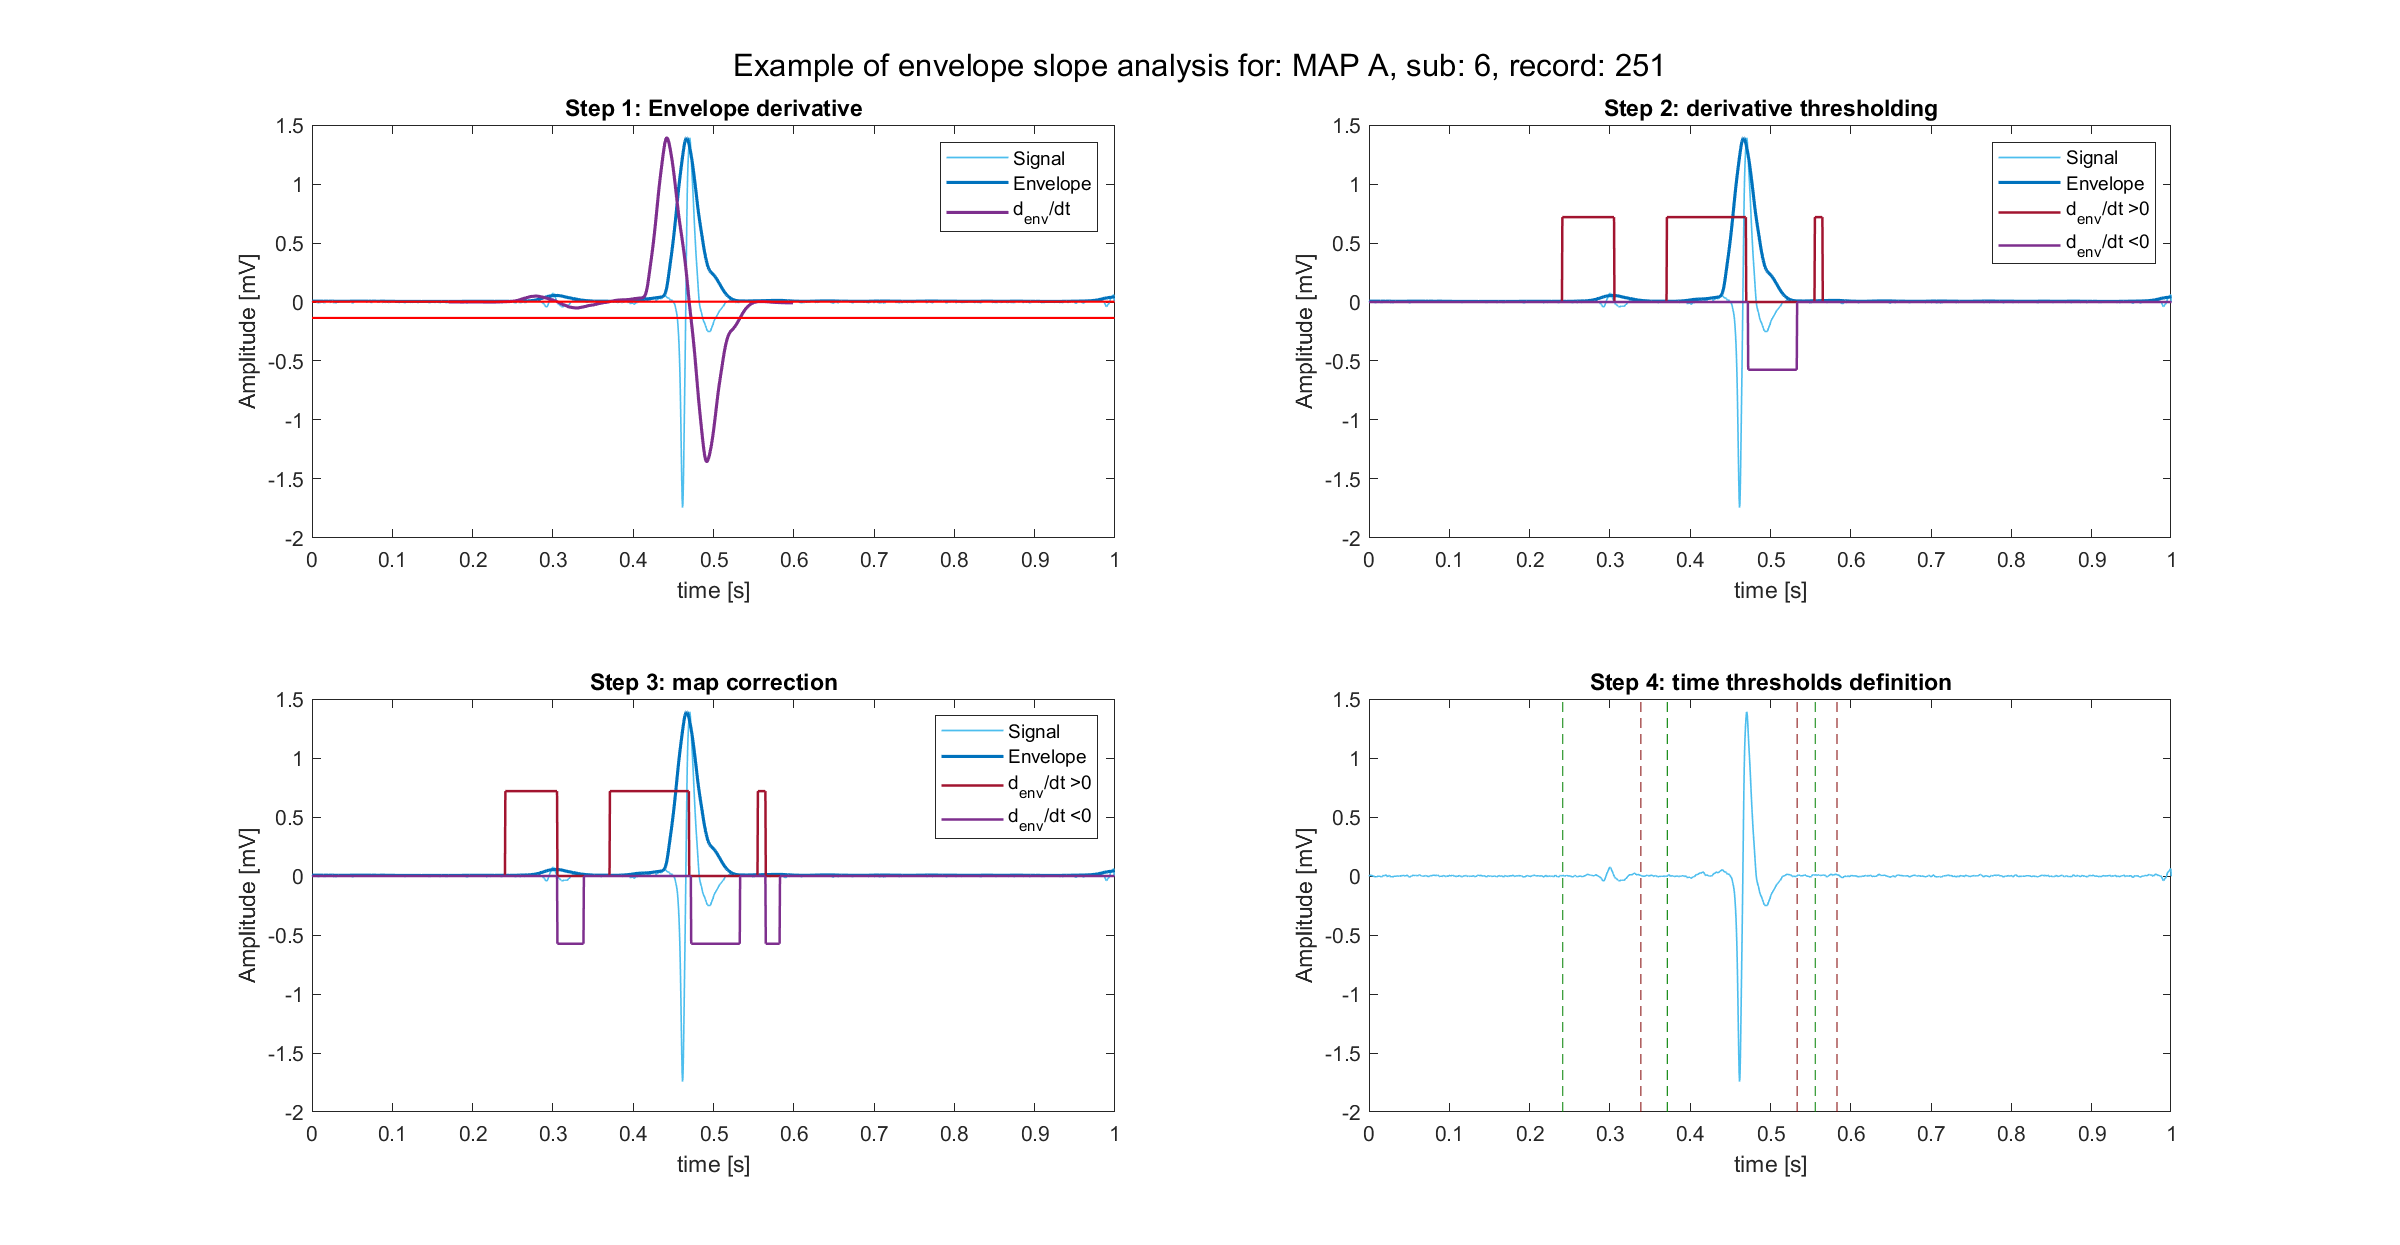 Example of envelope slope analysis for: MAP A, sub: 6, record: 251
Step 1: Envelope derivative
1.5
1
0.5
0
-0.5
-1
-1.5
-2
Amplitude [mV]
0 0.1 0.2 0.3 0.4 0.5 0.6 0.7 0.8 0.9 1
time [s]
Signal
Envelope
d_env/dt
Step 2: derivative thresholding
1.5
1
0.5
0
-0.5
-1
-1.5
-2
Amplitude [mV]
0 0.1 0.2 0.3 0.4 0.5 0.6 0.7 0.8 0.9 1
time [s]
Signal
Envelope
d_env/dt >0
d_env/dt <0
Step 3: map correction
1.5
1
0.5
0
-0.5
-1
-1.5
-2
Amplitude [mV]
0 0.1 0.2 0.3 0.4 0.5 0.6 0.7 0.8 0.9 1
time [s]
Signal
Envelope
d_env/dt >0
d_env/dt <0
Step 4: time thresholds definition
1.5
1
0.5
0
-0.5
-1
-1.5
-2
Amplitude [mV]
0 0.1 0.2 0.3 0.4 0.5 0.6 0.7 0.8 0.9 1
time [s]